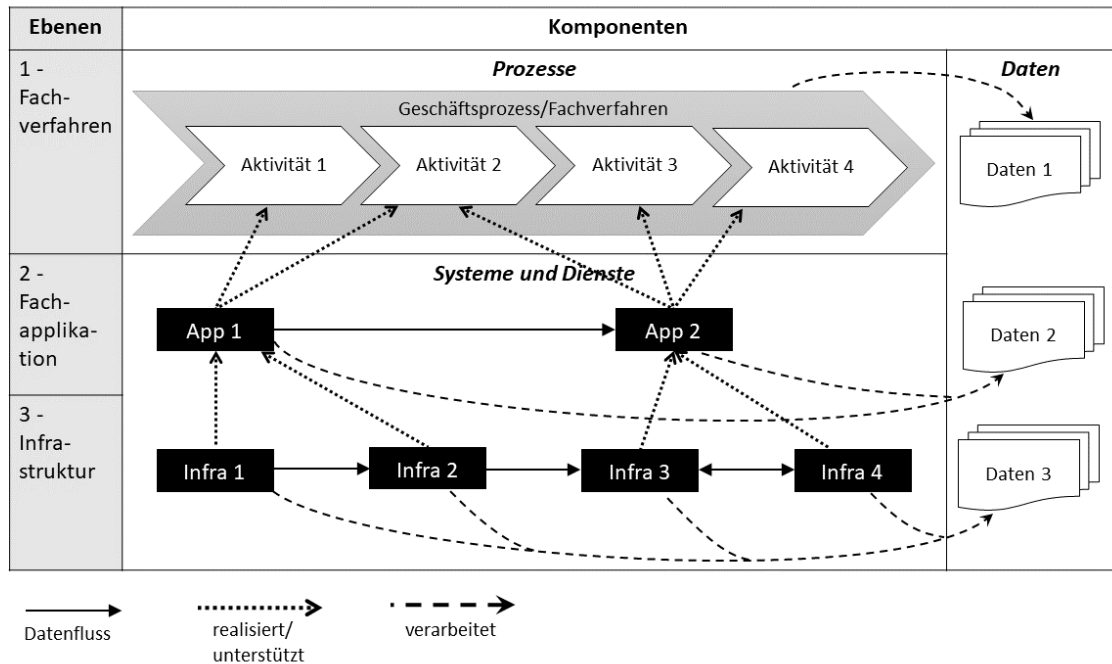 Ebenen
Komponenten
1 -
Fach-
verfahren
Prozesse
Daten
Geschäftsprozess/Fachverfahren
Aktivität 1
Aktivität 2
Aktivität 3
Aktivität 4
Daten 1
2 -
Fach-
applika-
tion
Systeme und Dienste
App 1
App 2
Daten 2
3 -
Infra-
struktur
Infra 1
Infra 2
Infra 3
Infra 4
Daten 3
Datenfluss
realisiert/
unterstützt
verarbeitet